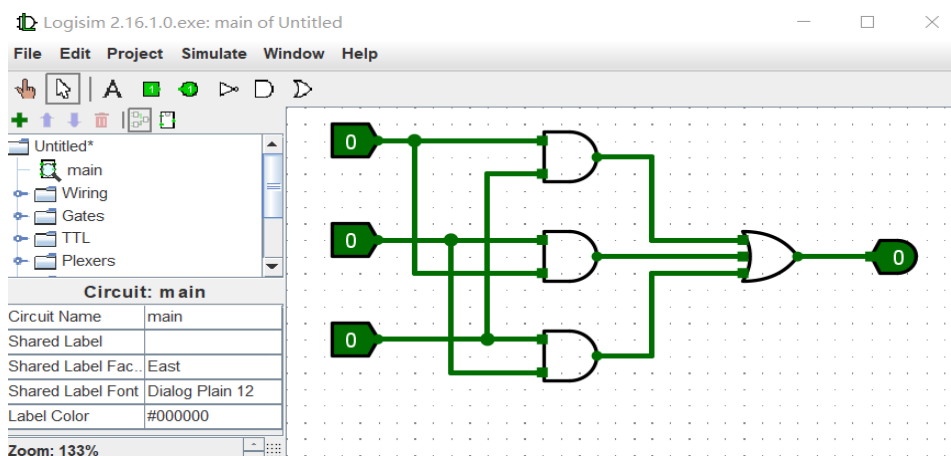 Logisim 2.16.1.0.exe: main of Untitled
File Edit Project Simulate Window Help
A 1 1
Untitled*
main
Wiring
Gates
TTL
Plexers
Circuit: main
Circuit Name main
Shared Label
Shared Label Fac.. East
Shared Label Font Dialog Plain 12
Label Color #000000
Zoom: 133%
0
0
0
0